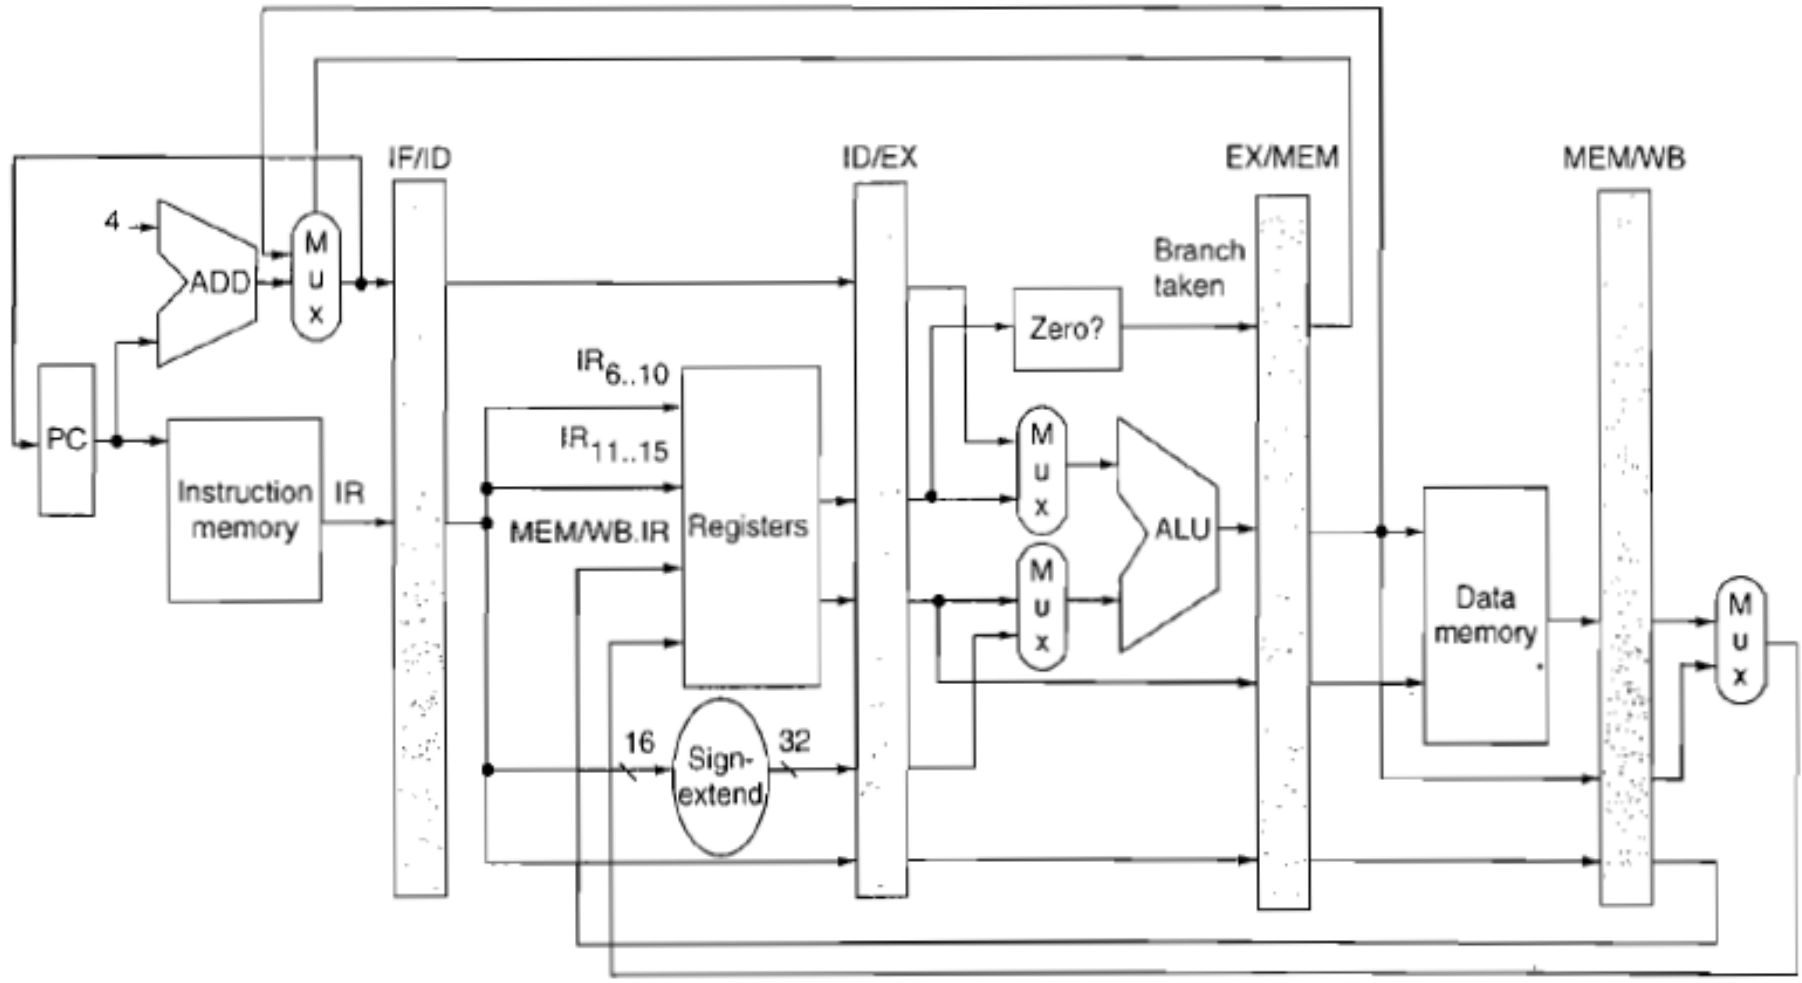 IF/ID
ID/EX
EX/MEM
MEM/WB
4
ADD
M
u
x
Branch
taken
Zero?
IR6..10
IR11..15
PC
Instruction
memory
IR
MEM/WB.IR
Registers
M
u
x
M
u
x
ALU
Data
memory
M
u
x
16
Sign-
extend
32